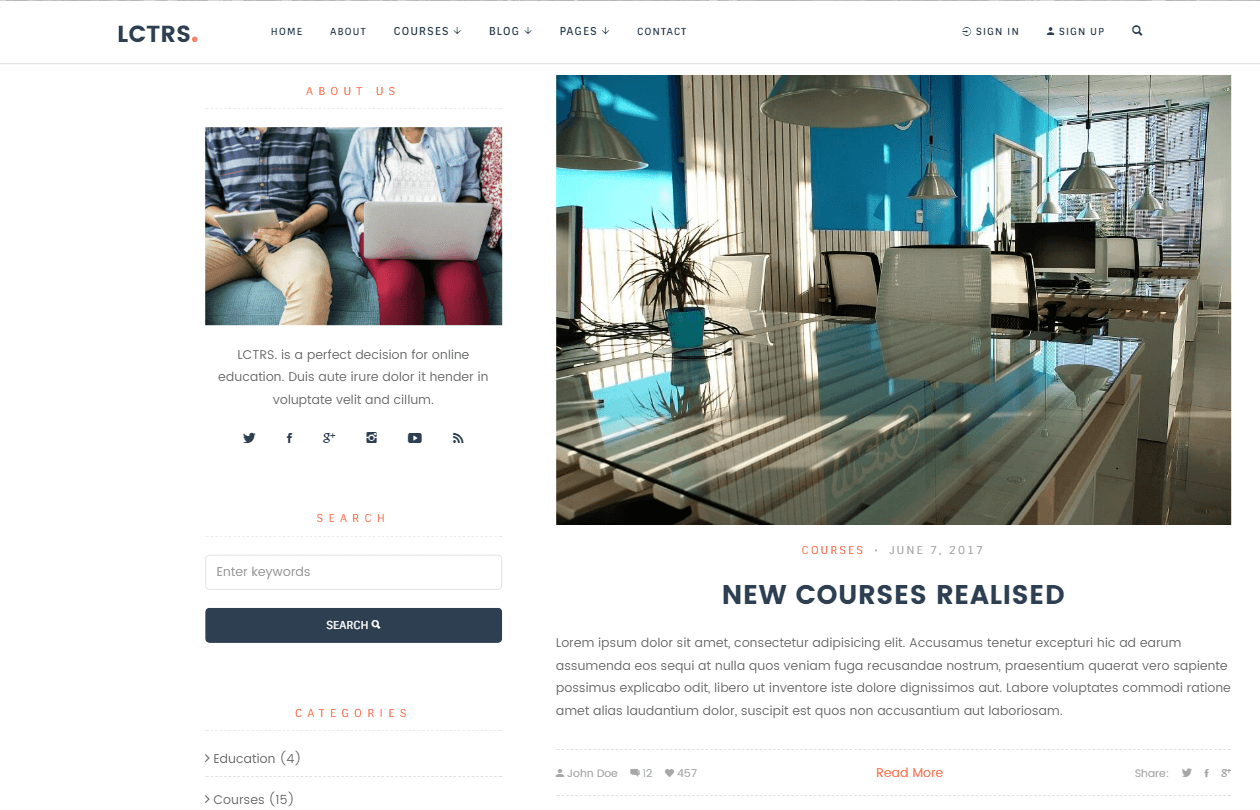 LCTRS.
HOME
ABOUT
COURSES
BLOG
PAGES
CONTACT
SIGN IN
SIGN UP
ABOUT US
LCTRS. is a perfect decision for online
education. Duis aute irure dolor it hender in
voluptate velit and cillum.
SEARCH
Enter keywords
SEARCH
CATEGORIES
Education (4)
Courses (15)
COURSES • JUNE 7, 2017
NEW COURSES REALISED
Lorem ipsum dolor sit amet, consectetur adipisicing elit. Accusamus tenetur excepturi hic ad earum
assumenda eos sequi at nulla quos veniam fuga recusandae nostrum, praesentium quaerat vero sapiente
possimus explicabo odit, libero ut inventore iste dolore dignissimos aut. Labore voluptates commodi ratione
amet alias laudantium dolor, suscipit est quos non accusantium aut laboriosam.
John Doe 12 457
Read More
Share: